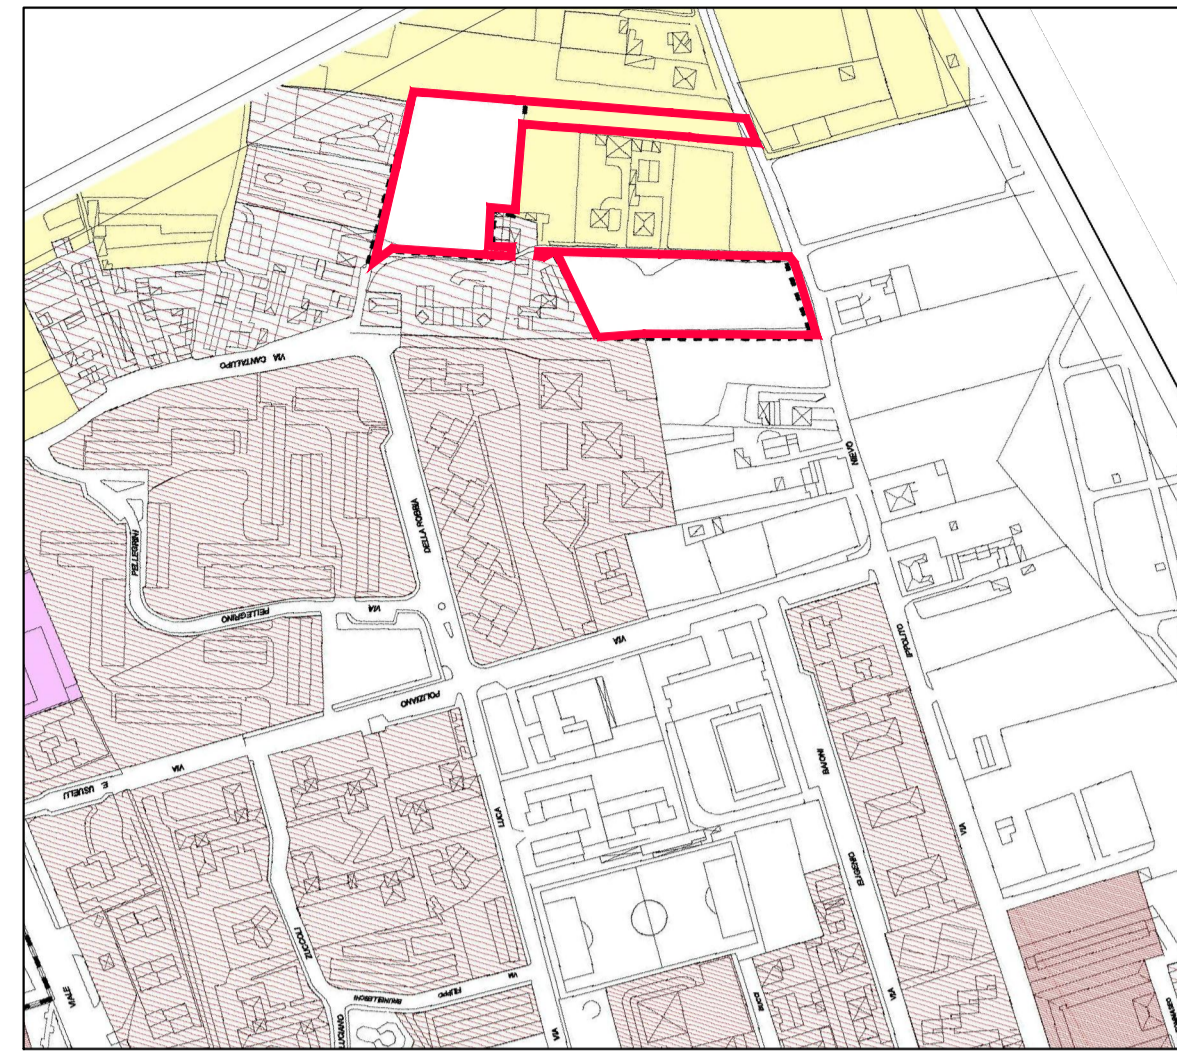 VIA CANTALUPO
DELLA ROBBIA
NIEVO
PELLEGRINI
PELLEGRINO
VIA
VIA
IPPOLITO
POLIZIANO
VIA
E. USUELLI
BAIONI
LUCA
VIA
EUGENIO
ZUCCOLI
VIA
FILIPPO
BRUNELLESCHI
VIA
VIALE
LUCIANO
VIA